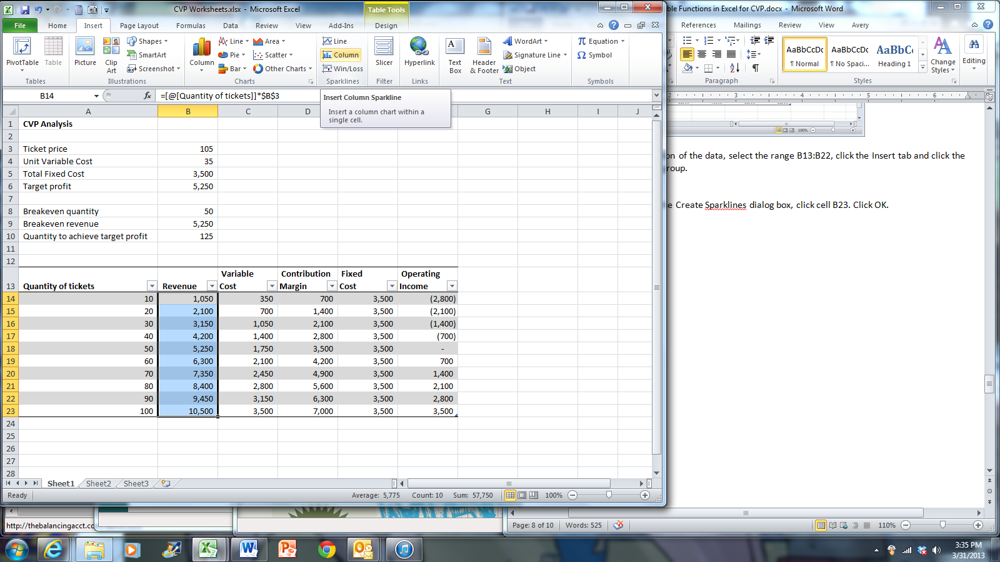 CVP Worksheets.xlsx - Microsoft Excel
Table Tools
File Home Insert Page Layout Formulas Data Review View Add-Ins Design
PivotTable Table Picture Clip Art Shapes SmartArt Screenshot Column Line Pie Bar Area Scatter Other Charts Line Column Win/Loss Slicer Hyperlink Text Box Header & Footer WordArt Signature Line Object Equation Symbol
Tables Illustrations Charts Sparklines Filter Links Text Symbols
B14 fx =[@[Quantity of tickets]]*$B$3
Insert Column Sparkline
Insert a column chart within a
single cell.
A B C D G H I J
1 CVP Analysis
2
3 Ticket price 105
4 Unit Variable Cost 35
5 Total Fixed Cost 3,500
6 Target profit 5,250
7
8 Breakeven quantity 50
9 Breakeven revenue 5,250
10 Quantity to achieve target profit 125
11
12
Variable Contribution Fixed Operating
13 Quantity of tickets Revenue Cost Margin Cost Income
14 10 1,050 350 700 3,500 (2,800)
15 20 2,100 700 1,400 3,500 (2,100)
16 30 3,150 1,050 2,100 3,500 (1,400)
17 40 4,200 1,400 2,800 3,500 (700)
18 50 5,250 1,750 3,500 3,500 -
19 60 6,300 2,100 4,200 3,500 700
20 70 7,350 2,450 4,900 3,500 1,400
21 80 8,400 2,800 5,600 3,500 2,100
22 90 9,450 3,150 6,300 3,500 2,800
23 100 10,500 3,500 7,000 3,500 3,500
24
25
26
27
28
Sheet1 Sheet2 Sheet3
Ready Average: 5,775 Count: 10 Sum: 57,750 100%
ble Functions in Excel for CVP.docx - Microsoft Word
References Mailings Review View Avery
AaBbCcDc AaBbCcDc AaBbC
¶ Normal ¶ No Spaci... Heading 1 Change Styles Editing
Paragraph Styles
2 3 4 5 6
100%
on of the data, select the range B13:B22, click the Insert tab and click the
roup.
e Create Sparklines dialog box, click cell B23. Click OK.
Page: 8 of 10 Words: 525 110%
http://thebalancingacct.co
3:35 PM
3/31/2013